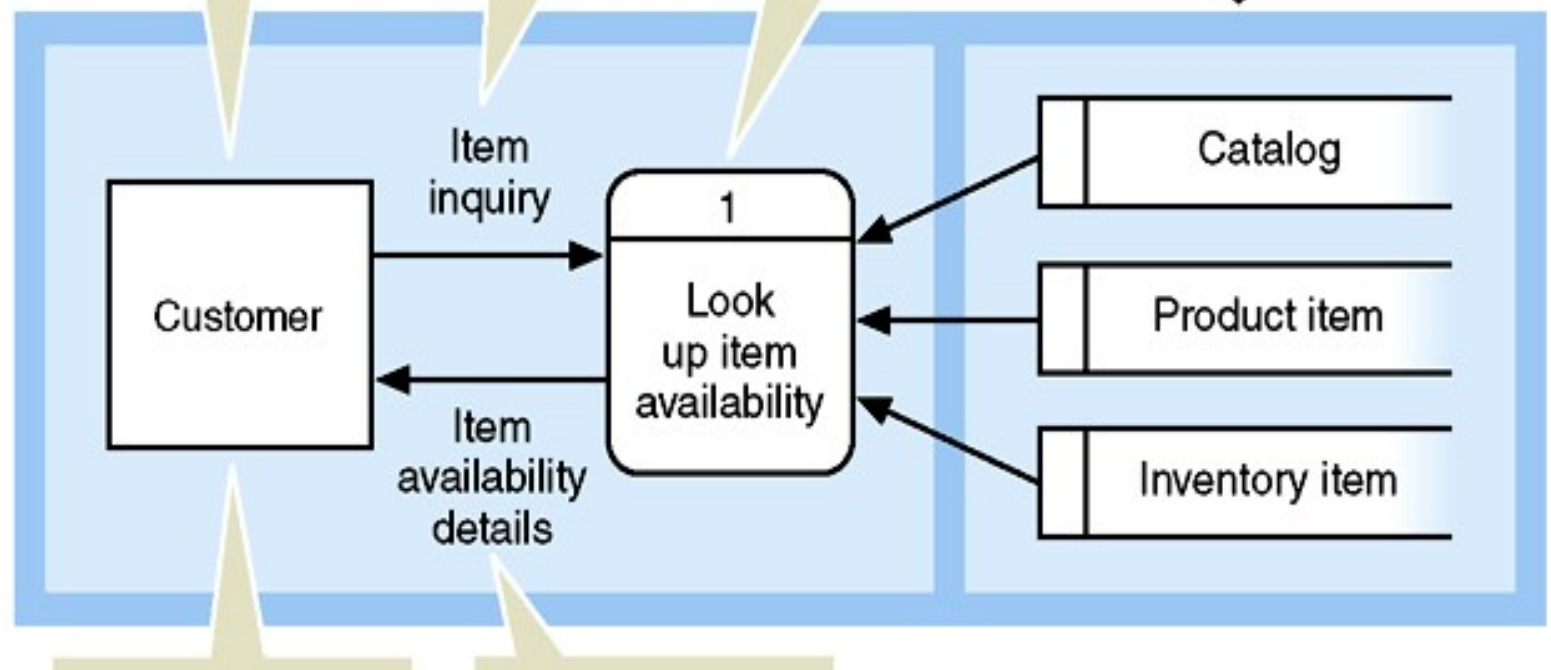 Item
inquiry
Customer
Item
availability
details
1
Look
up item
availability
Catalog
Product item
Inventory item